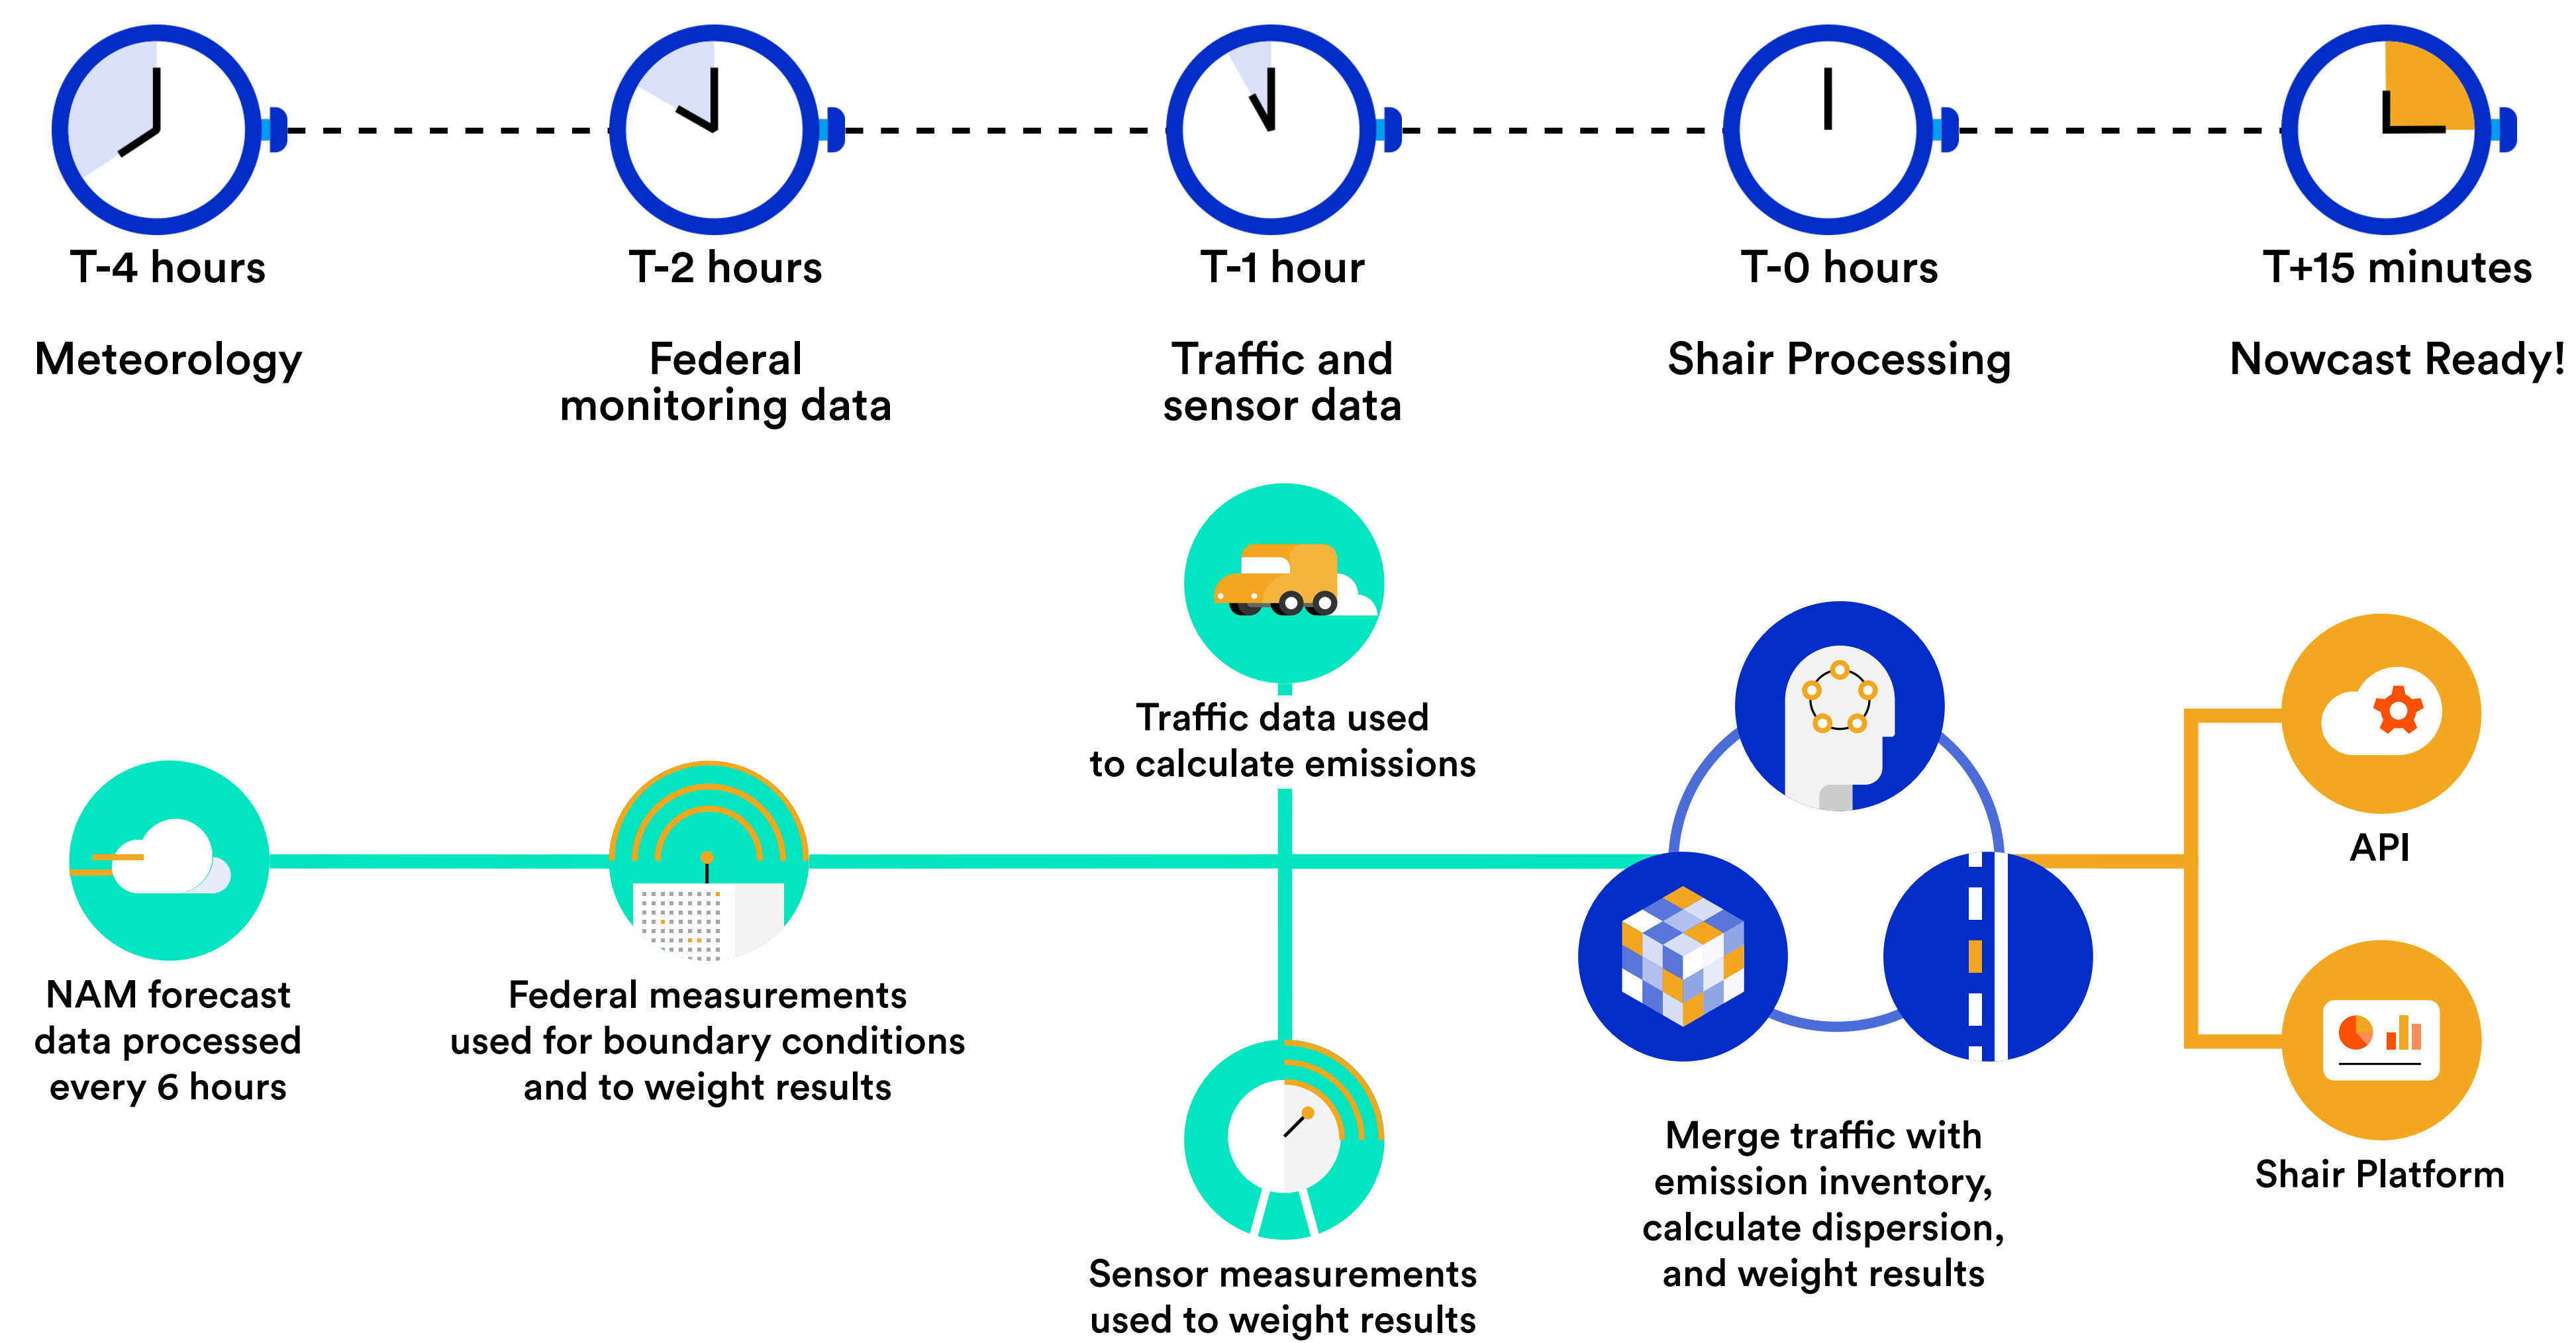 T-4 hours
T-2 hours
T-1 hour
T-0 hours
T+15 minutes
Meteorology
Federal
monitoring data
Traffic and
sensor data
Shair Processing
Nowcast Ready!
NAM forecast
data processed
every 6 hours
Federal measurements
used for boundary conditions
and to weight results
Traffic data used
to calculate emissions
Sensor measurements
used to weight results
Merge traffic with
emission inventory,
calculate dispersion,
and weight results
API
Shair Platform